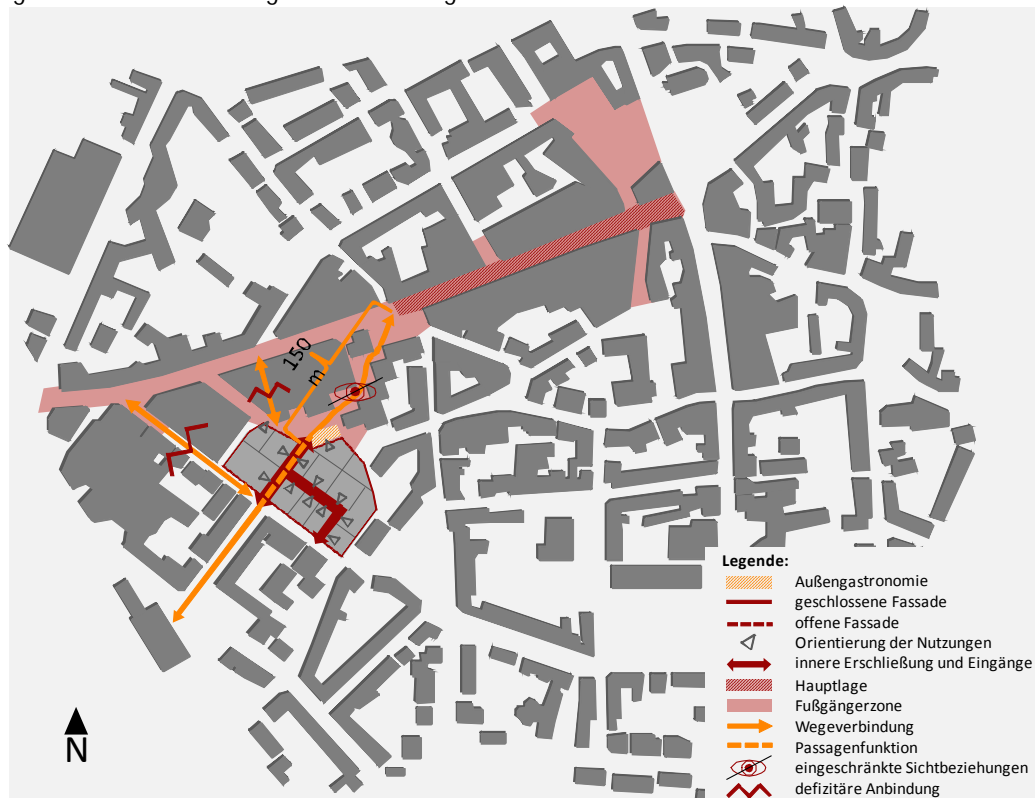 150
m
N
Legende:
Außengastronomie
geschlossene Fassade
offene Fassade
Orientierung der Nutzungen
innere Erschließung und Eingänge
Hauptlage
Fußgängerzone
Wegeverbindung
Passagenfunktion
eingeschränkte Sichtbeziehungen
defizitäre Anbindung